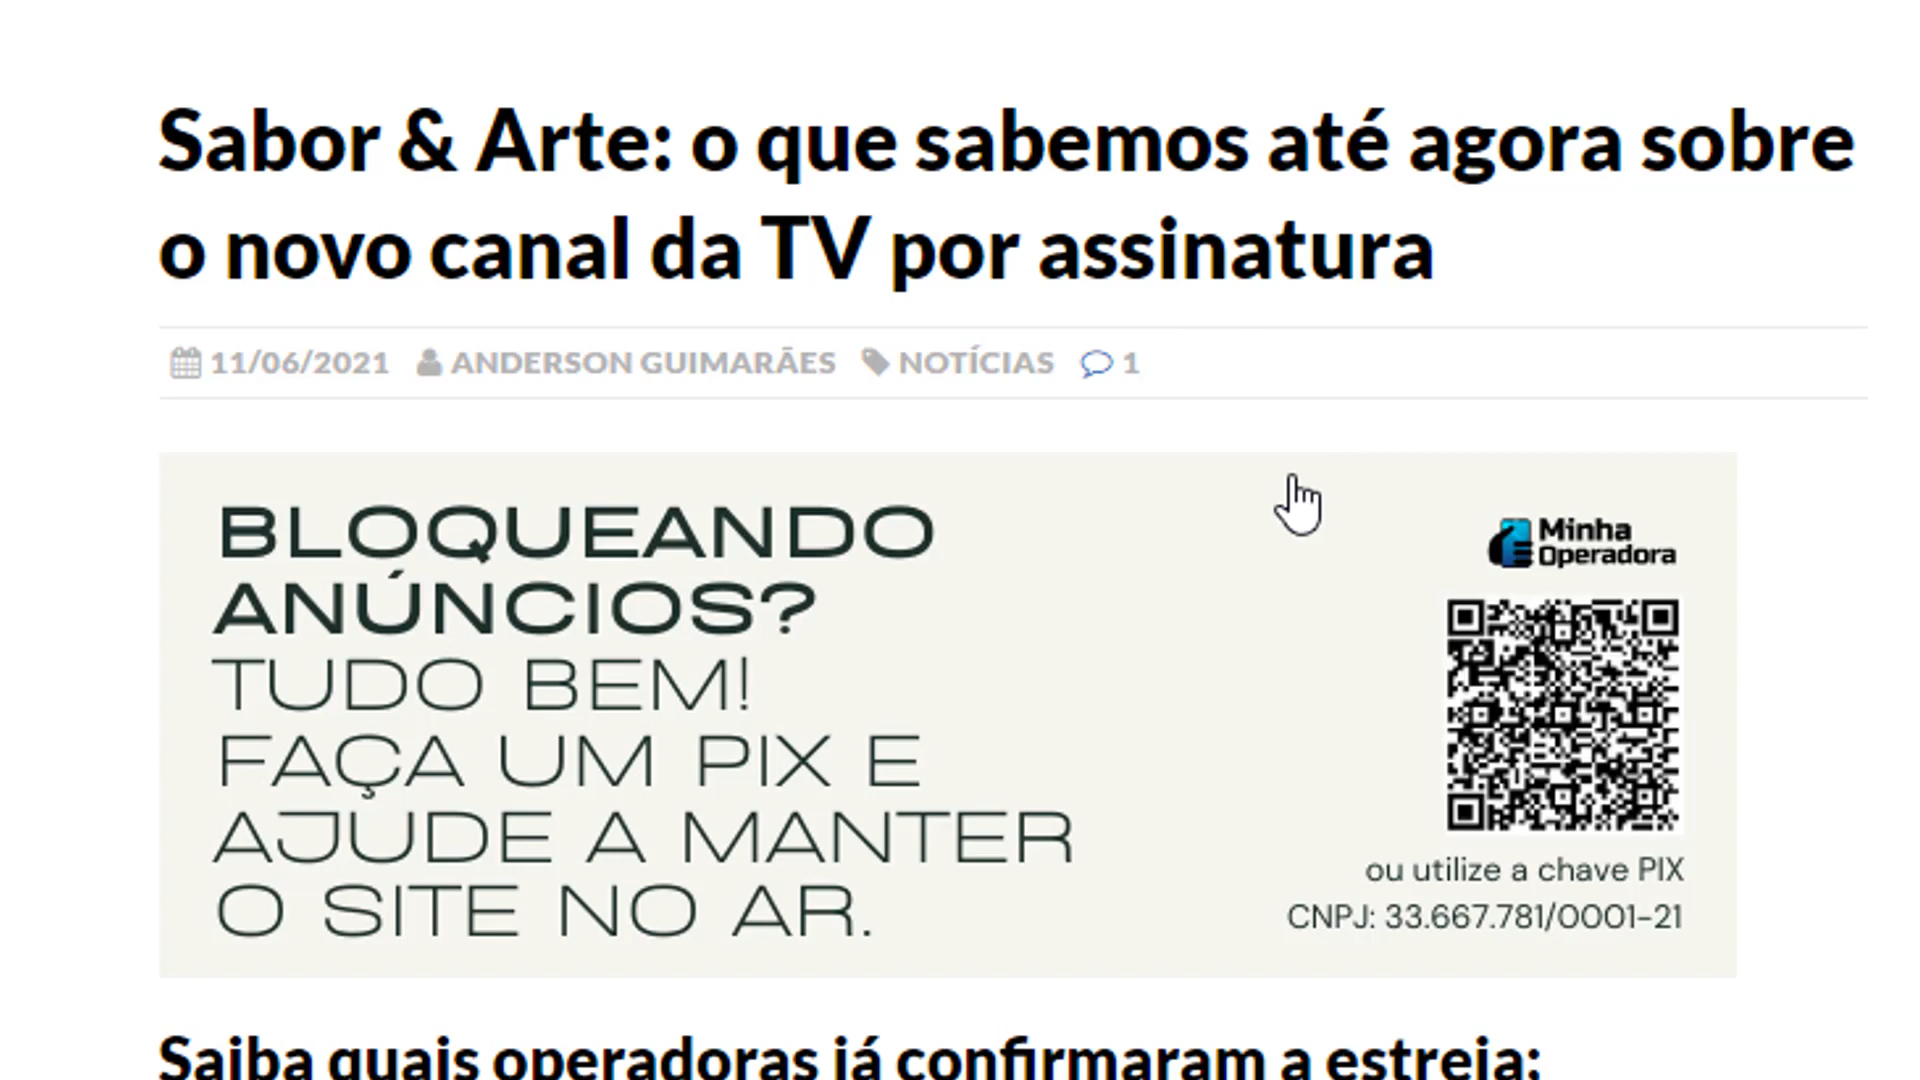 Sabor & Arte: o que sabemos até agora sobre
o novo canal da TV por assinatura
11/06/2021 ANDERSON GUIMARÃES NOTÍCIAS 1
BLOQUEANDO
ANÚNCIOS?
TUDO BEM!
FAÇA UM PIX E
AJUDE A MANTER
O SITE NO AR.
Minha
Operadora
ou utilize a chave PIX
CNPJ: 33.667.781/0001-21
Saiba quais operadoras já confirmaram a estreia;